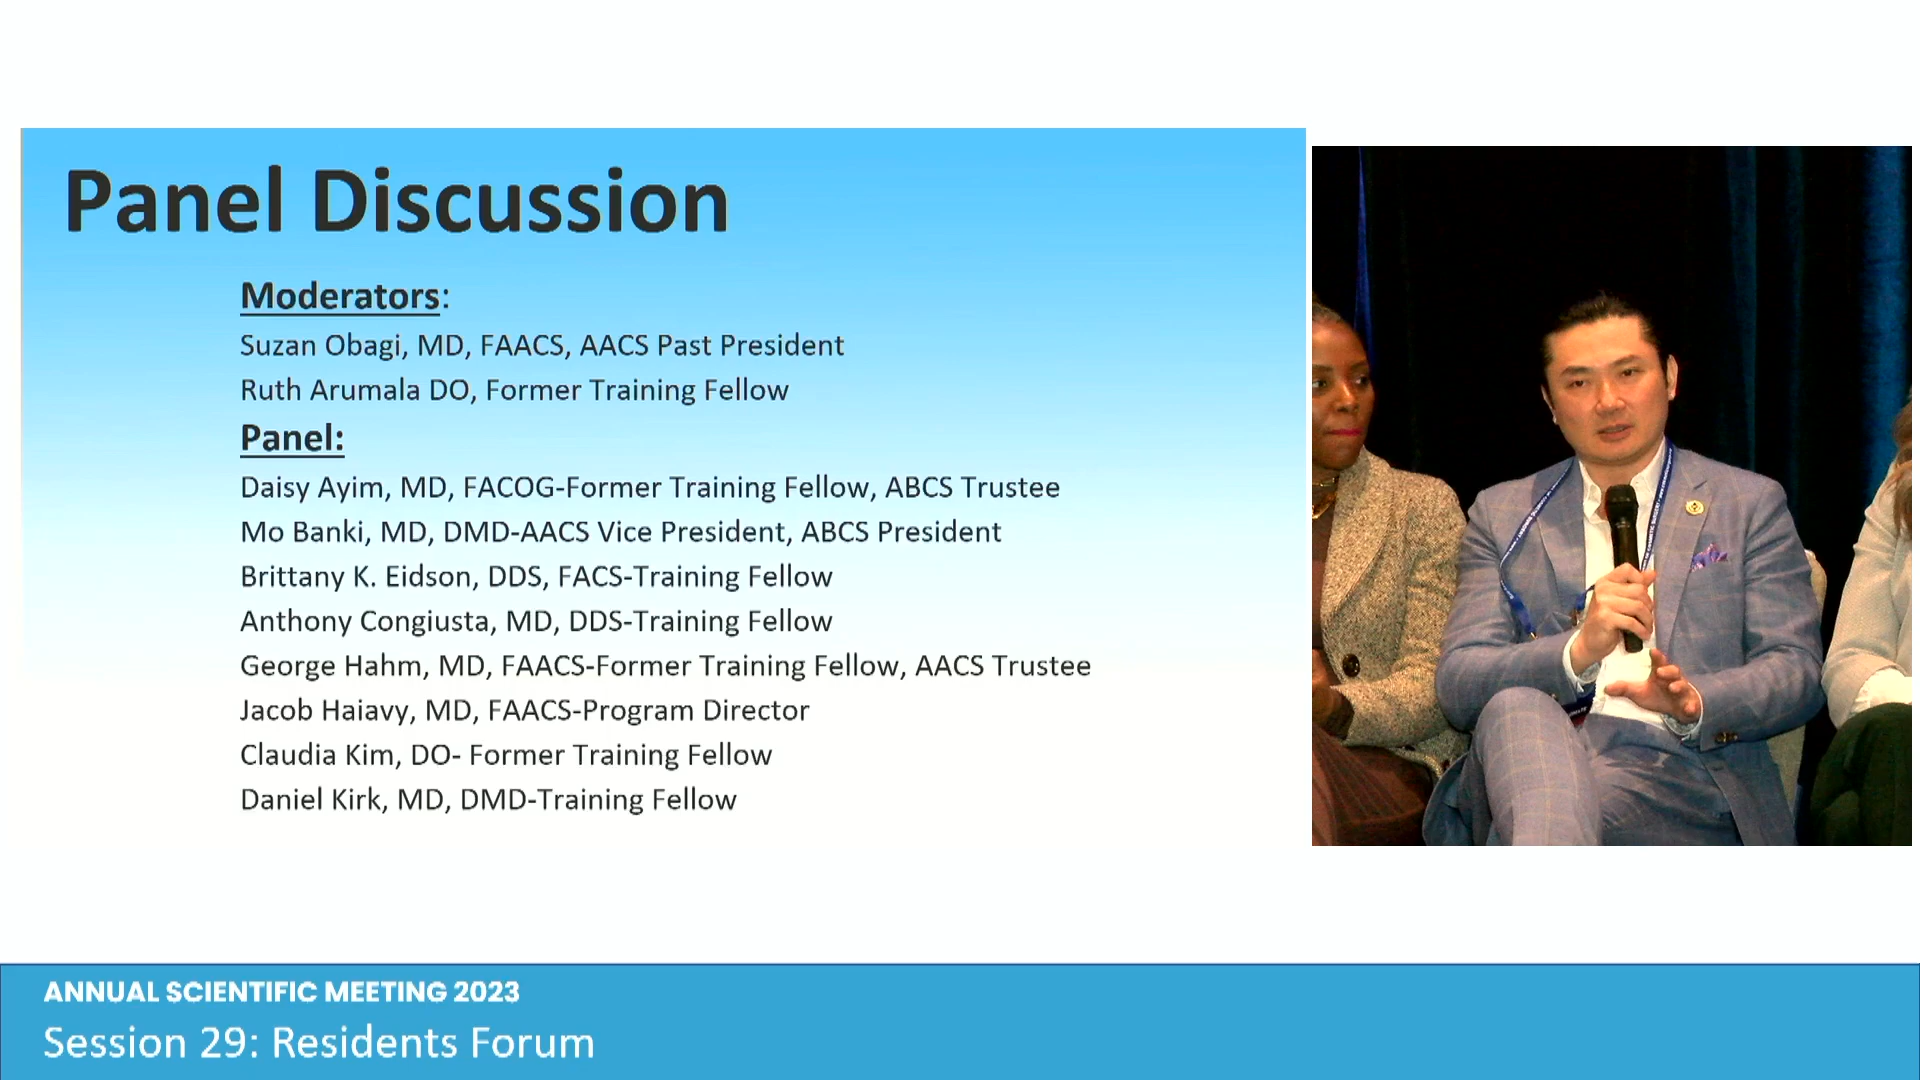 Panel Discussion
Moderators:
Suzan Obagi, MD, FAACS, AACS Past President
Ruth Arumala DO, Former Training Fellow
Panel:
Daisy Ayim, MD, FACOG-Former Training Fellow, ABCS Trustee
Mo Banki, MD, DMD-AACS Vice President, ABCS President
Brittany K. Eidson, DDS, FACS-Training Fellow
Anthony Congiusta, MD, DDS-Training Fellow
George Hahm, MD, FAACS-Former Training Fellow, AACS Trustee
Jacob Haiavy, MD, FAACS-Program Director
Claudia Kim, DO- Former Training Fellow
Daniel Kirk, MD, DMD-Training Fellow
ANNUAL SCIENTIFIC MEETING 2023
Session 29: Residents Forum